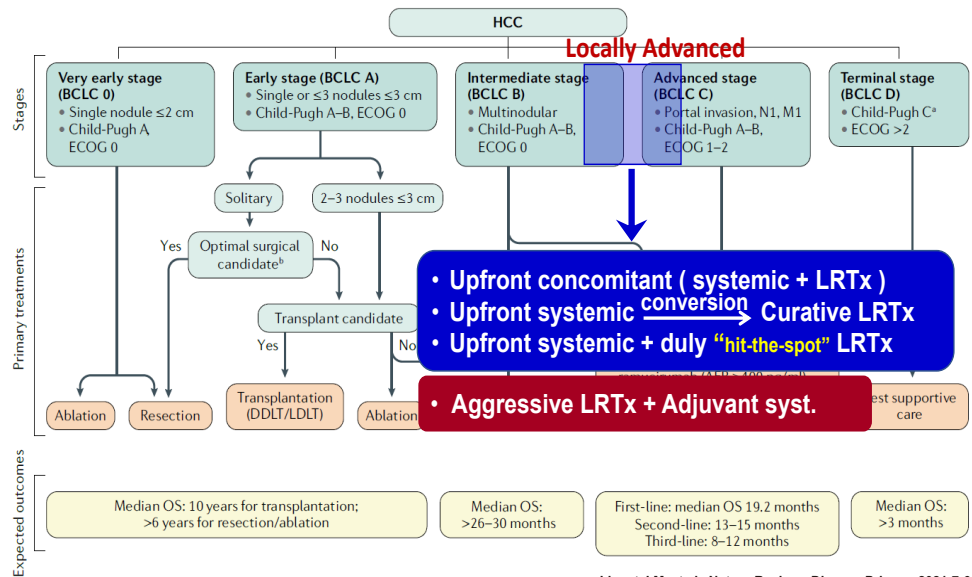 HCC
Locally Advanced
Stages
Very early stage
(BCLC 0)
• Single nodule ≤2 cm
• Child-Pugh A,
ECOG 0
Early stage (BCLC A)
• Single or ≤3 nodules ≤3 cm
• Child-Pugh A–B, ECOG 0
Intermediate stage
(BCLC B)
• Multinodular
• Child-Pugh A–B,
ECOG 0
Advanced stage
(BCLC C)
• Portal invasion, N1, M1
• Child-Pugh A–B,
ECOG 1–2
Terminal stage
(BCLC D)
• Child-Pugh Cᵃ
• ECOG >2
Primary treatments
Solitary
2–3 nodules ≤3 cm
Yes
Optimal surgical
candidateᵇ
No
Transplant candidate
Yes
No
Ablation
Resection
Transplantation
(DDLT/LDLT)
Ablation
• Upfront concomitant ( systemic + LRTx )
• Upfront systemic conversion Curative LRTx
• Upfront systemic + duly “hit-the-spot” LRTx
• Aggressive LRTx + Adjuvant syst.
supportive
care
Expected outcomes
Median OS: 10 years for transplantation;
>6 years for resection/ablation
Median OS:
>26–30 months
First-line: median OS 19.2 months
Second-line: 13–15 months
Third-line: 8–12 months
Median OS:
>3 months